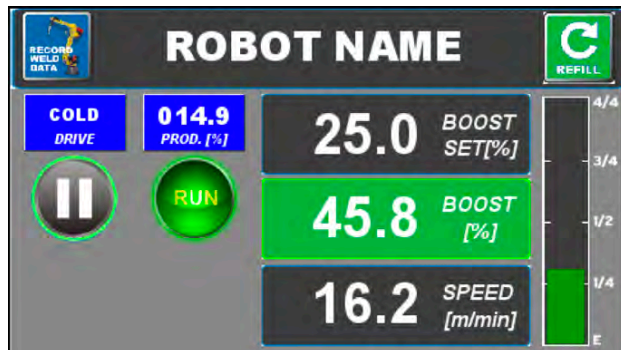 RECORD
WELD
DATA
ROBOT NAME
REFILL
COLD
DRIVE
014.9
PROD. [%]
RUN
25.0 BOOST
SET[%]
45.8 BOOST
[%]
16.2 SPEED
[m/min]
4/4
3/4
1/2
1/4
E